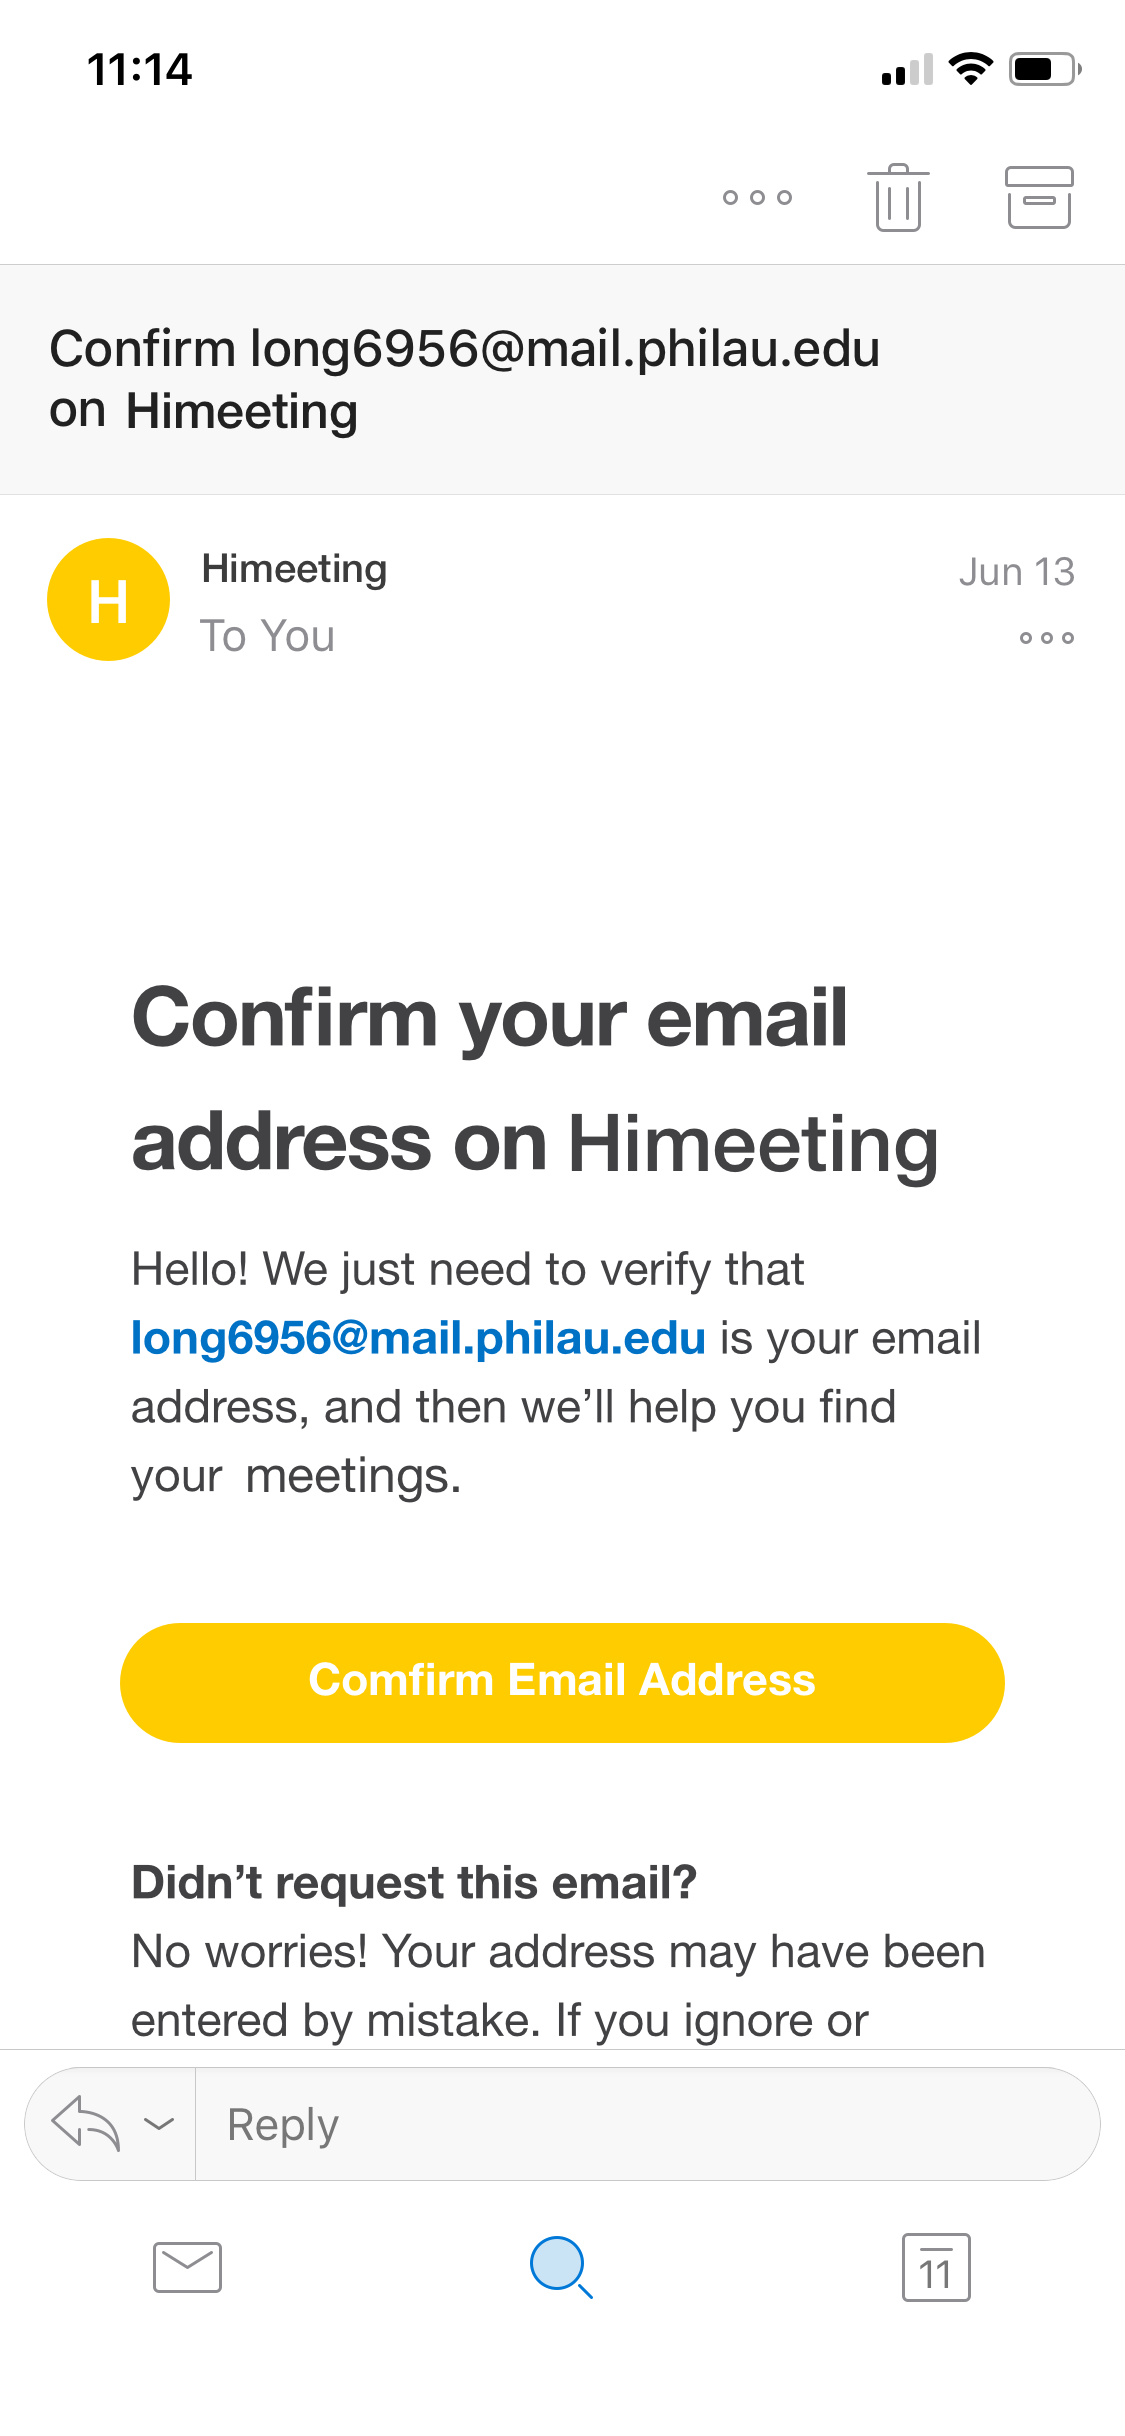 11:14
Confirm long6956@mail.philau.edu
on Himeeting
H
Himeeting
Jun 13
To You
Confirm your email
address on Himeeting
Hello! We just need to verify that
long6956@mail.philau.edu is your email
address, and then we’ll help you find
your meetings.
Comfirm Email Address
Didn’t request this email?
No worries! Your address may have been
entered by mistake. If you ignore or
Reply
11